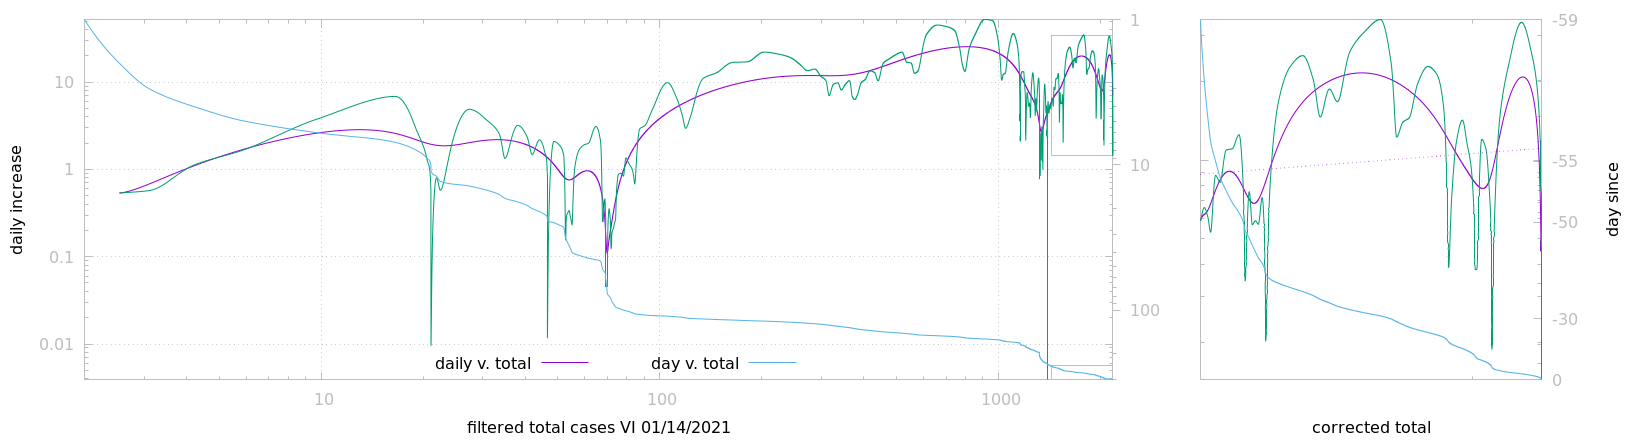 1
-59
10
daily increase
1
10
-55
-50
day since
0.1
100
-30
0.01
daily v. total
day v. total
0
10
100
1000
filtered total cases VI 01/14/2021
corrected total